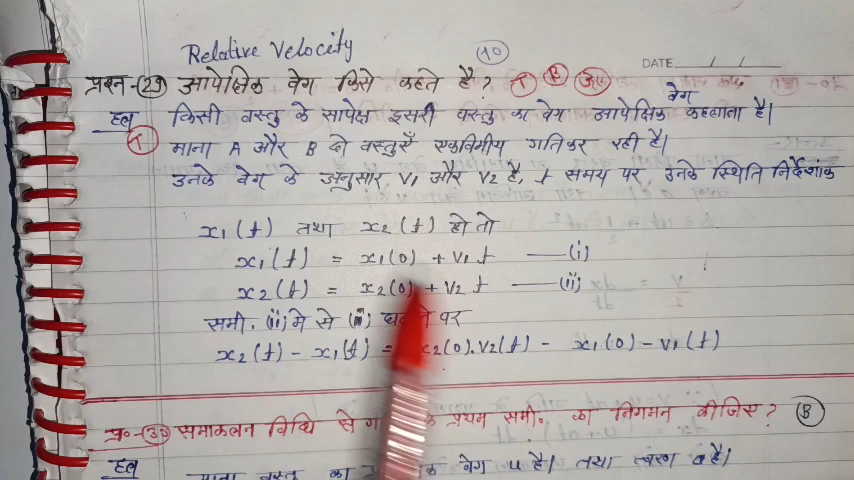 Relative Velocity
(10)
DATE
प्रश्न-(29) आपेक्षिक वेग किसे कहते है?
हल किसी वस्तु के सापेक्ष दूसरी वस्तु का वेग आपेक्षिक वेग कहलाता है।
माना A और B दो वस्तुएँ एकविमीय गति कर रही है।
उनके वेग के अनुसार V1 और V2 है, t समय पर उनके स्थिति निर्देशांक
x1(t) तथा x2(t) हो तो
x1(t) = x1(0) + V1 t —(i)
x2(t) = x2(0) + V2 t —(ii)
समी. (ii) मे से पर
x2(t) - x1(t) = x2(0).V2(t) - x1(0) - V1(t)
प्र०-(30) समाकलन विधि से प्रथम समी० का निगमन कीजिए? (B)
हल माना वस्तु का वेग u है। तथा त्वरण a है।